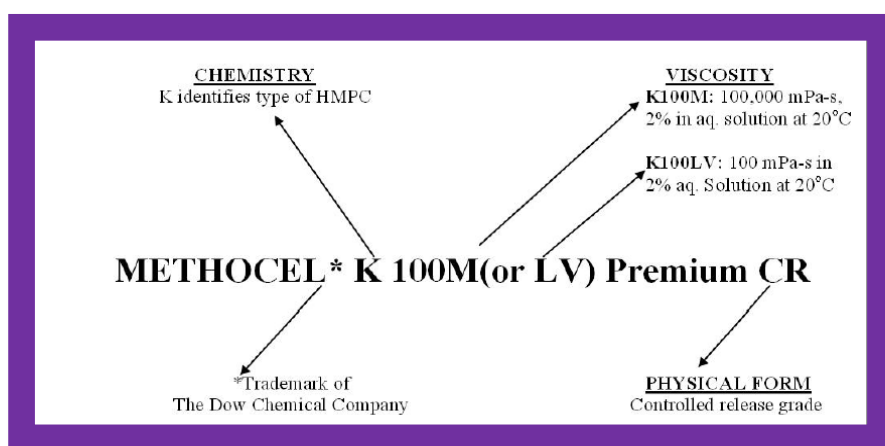 CHEMISTRY
K identifies type of HMPC
VISCOSITY
K100M: 100,000 mPa-s,
2% in aq. solution at 20°C
K100LV: 100 mPa-s in
2% aq. Solution at 20°C
METHOCEL* K 100M(or LV) Premium CR
*Trademark of
The Dow Chemical Company
PHYSICAL FORM
Controlled release grade